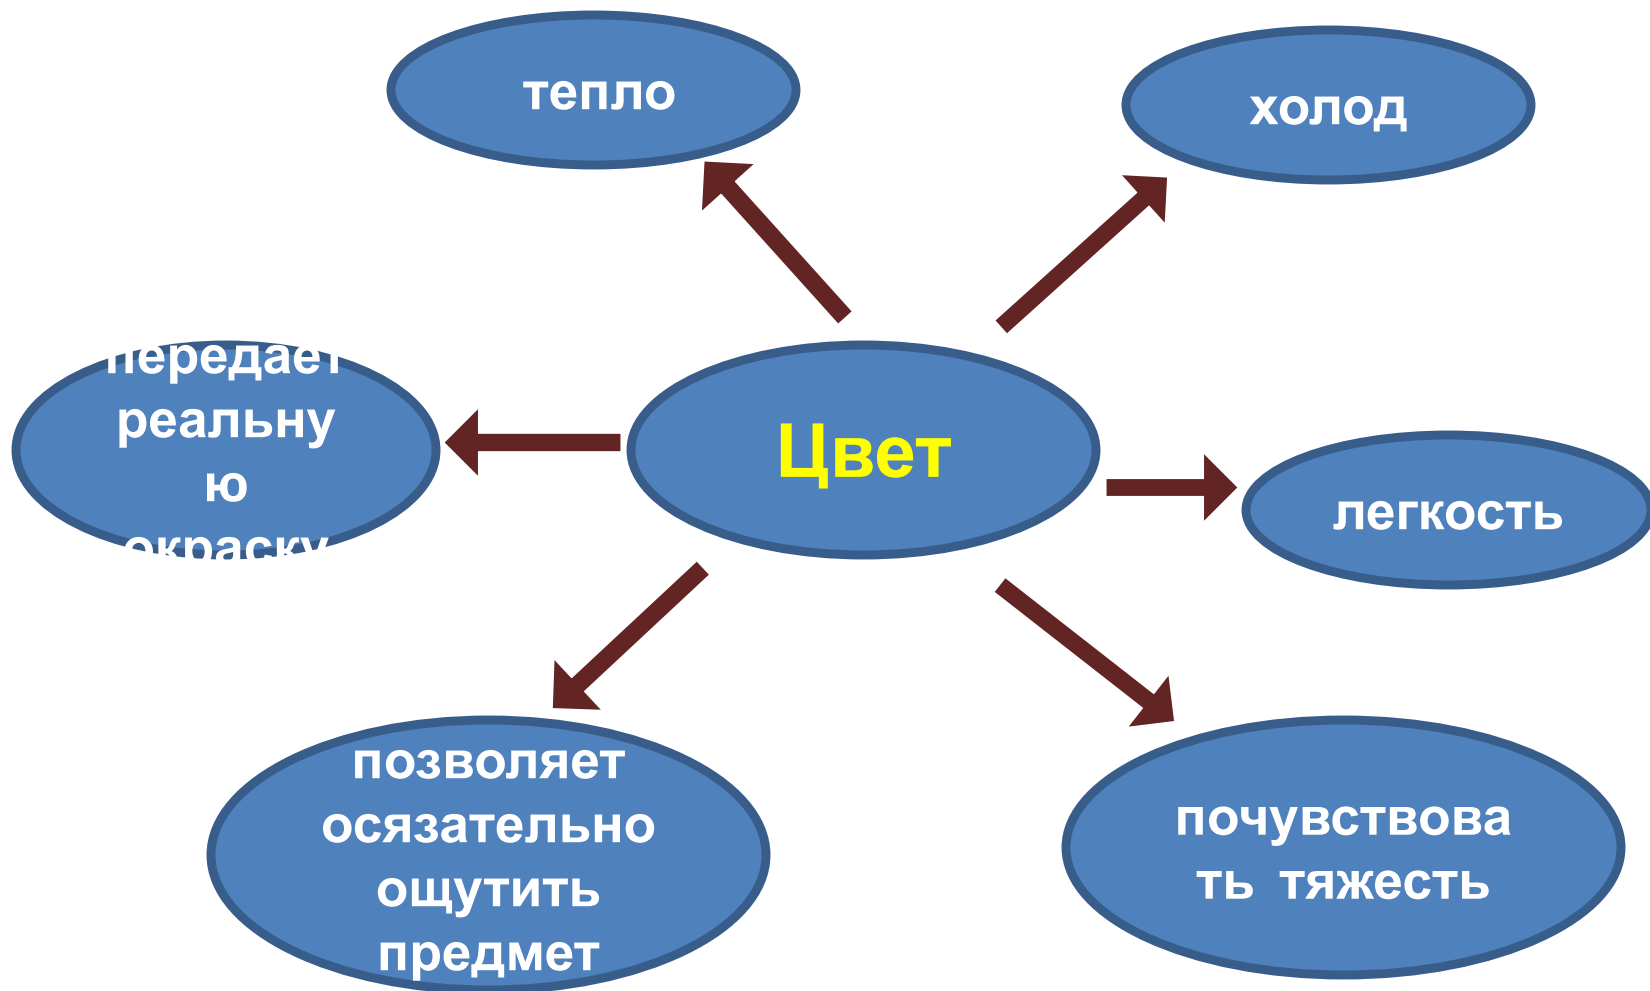 тепло
холод
передает
реальну
ю
окраску
Цвет
легкость
позволяет
осязательно
ощутить
предмет
почувствова
ть тяжесть